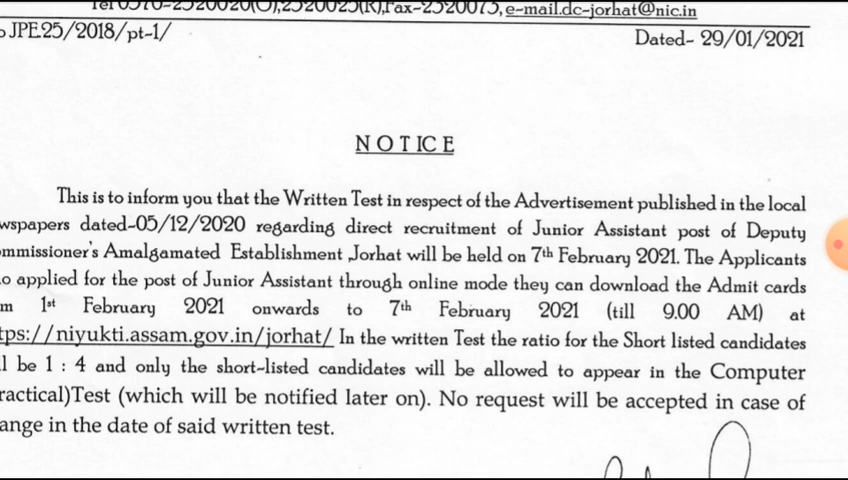 Fax-2520073, e-mail.dc-jorhat@nic.in
JPE25/2018/pt-1/
Dated- 29/01/2021
NOTICE
This is to inform you that the Written Test in respect of the Advertisement published in the local
wspapers dated-05/12/2020 regarding direct recruitment of Junior Assistant post of Deputy
mmissioner's Amalgamated Establishment Jorhat will be held on 7th February 2021. The Applicants
o applied for the post of Junior Assistant through online mode they can download the Admit cards
m 1st February 2021 onwards to 7th February 2021 (till 9.00 AM) at
tps://niyukti.assam.gov.in/jorhat/ In the written Test the ratio for the Short listed candidates
l be 1 : 4 and only the short-listed candidates will be allowed to appear in the Computer
ractical)Test (which will be notified later on). No request will be accepted in case of
ange in the date of said written test.